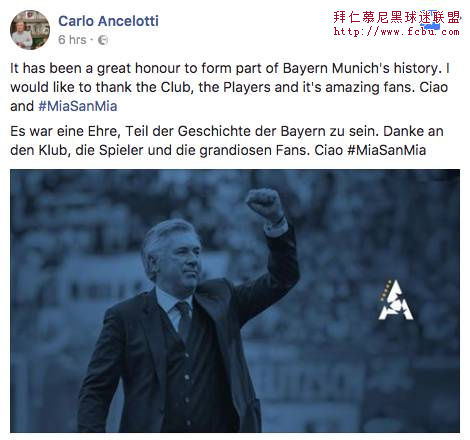 Carlo Ancelotti
拜仁慕尼黑球迷联盟
http://www.fcbu.com
6 hrs ·
It has been a great honour to form part of Bayern Munich's history. I
would like to thank the Club, the Players and it's amazing fans. Ciao
and #MiaSanMia
Es war eine Ehre, Teil der Geschichte der Bayern zu sein. Danke an
den Klub, die Spieler und die grandiosen Fans. Ciao #MiaSanMia